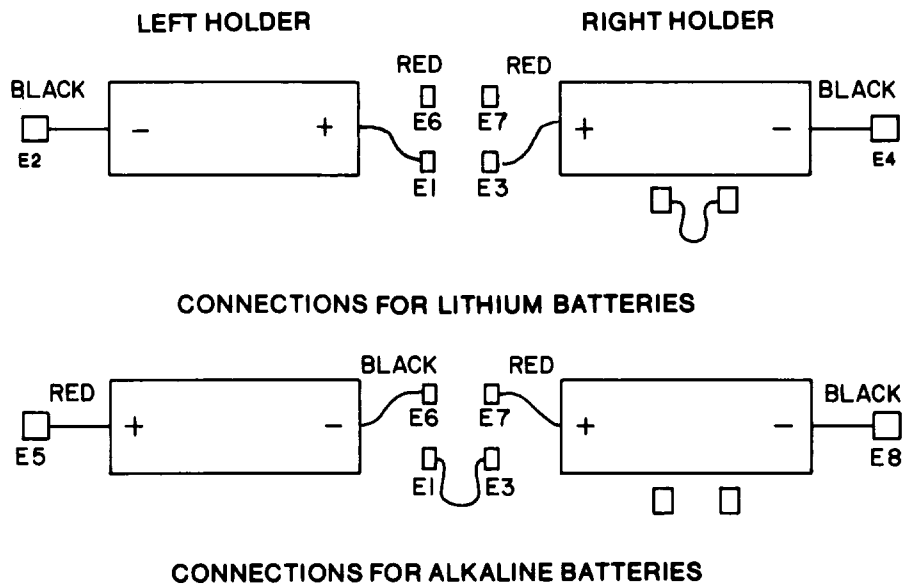 LEFT HOLDER RIGHT HOLDER
RED RED
BLACK BLACK
E6 E7
- + + -
E2 E4
E1 E3
CONNECTIONS FOR LITHIUM BATTERIES
BLACK RED
RED BLACK
E6 E7
+ - + -
E5 E8
E1 E3
CONNECTIONS FOR ALKALINE BATTERIES